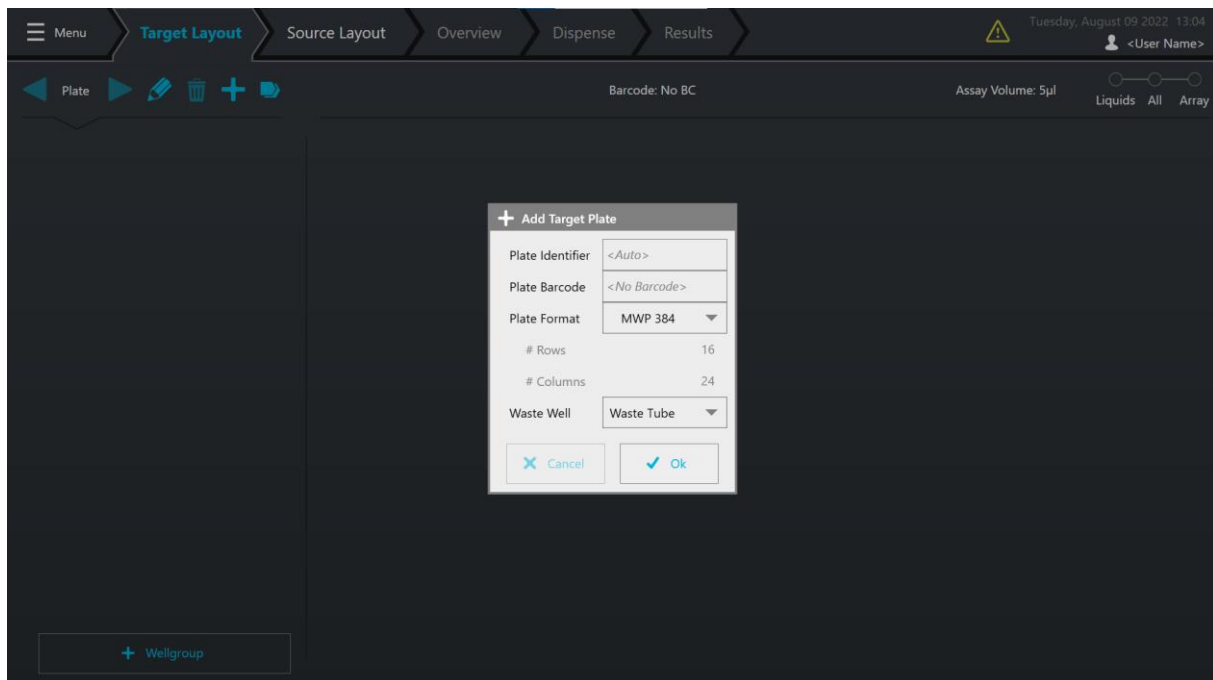 Menu
Target Layout
Source Layout
Overview
Dispense
Results
Tuesday, August 09 2022 13:04
<User Name>
Plate
Barcode: No BC
Assay Volume: 5µl
Liquids All Array
Add Target Plate
Plate Identifier <Auto>
Plate Barcode <No Barcode>
Plate Format MWP 384
# Rows 16
# Columns 24
Waste Well Waste Tube
Cancel Ok
Wellgroup